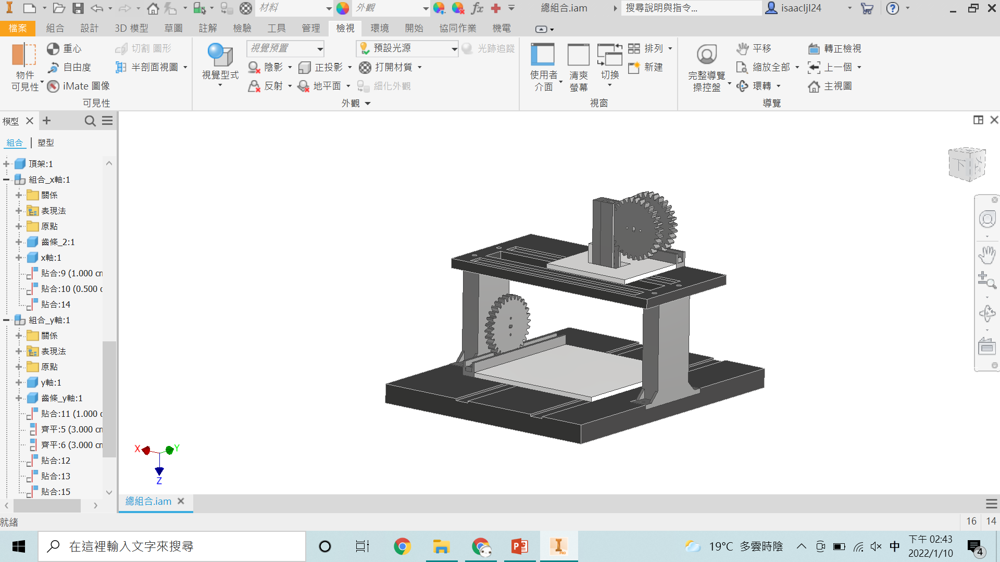 材料
外觀
總組合.iam
搜尋說明與指令...
isaacljl24
檔案 組合 設計 3D 模型 草圖 註解 檢驗 工具 管理 檢視 環境 開始 協同作業 機電
物件
可見性
重心
自由度
iMate 圖像
切割 圖形
半剖面視圖
可見性
視覺型式
視覺預置
陰影
反射
正投影
地平面
預設光源
打開材質
細化外觀
光跡追蹤
外觀
使用者
介面
清爽
螢幕
切換
排列
新建
視窗
完整導覽
操控盤
平移
縮放全部
環轉
轉正檢視
上一個
主視圖
導覽
模型
組合
塑型
頂架:1
組合_x軸:1
關係
表現法
原點
齒條_2:1
x軸:1
貼合:9 (1.000 cm
貼合:10 (0.500 c
貼合:14
組合_y軸:1
關係
表現法
原點
y軸:1
齒條_y軸:1
貼合:11 (1.000 c
齊平:5 (3.000 cm
齊平:6 (3.000 cm
貼合:12
貼合:13
貼合:15
下
X
Y
Z
總組合.iam
就緒
16 14
在這裡輸入文字來搜尋
PRO
19°C 多雲時陰
中
下午 02:43
2022/1/10
4